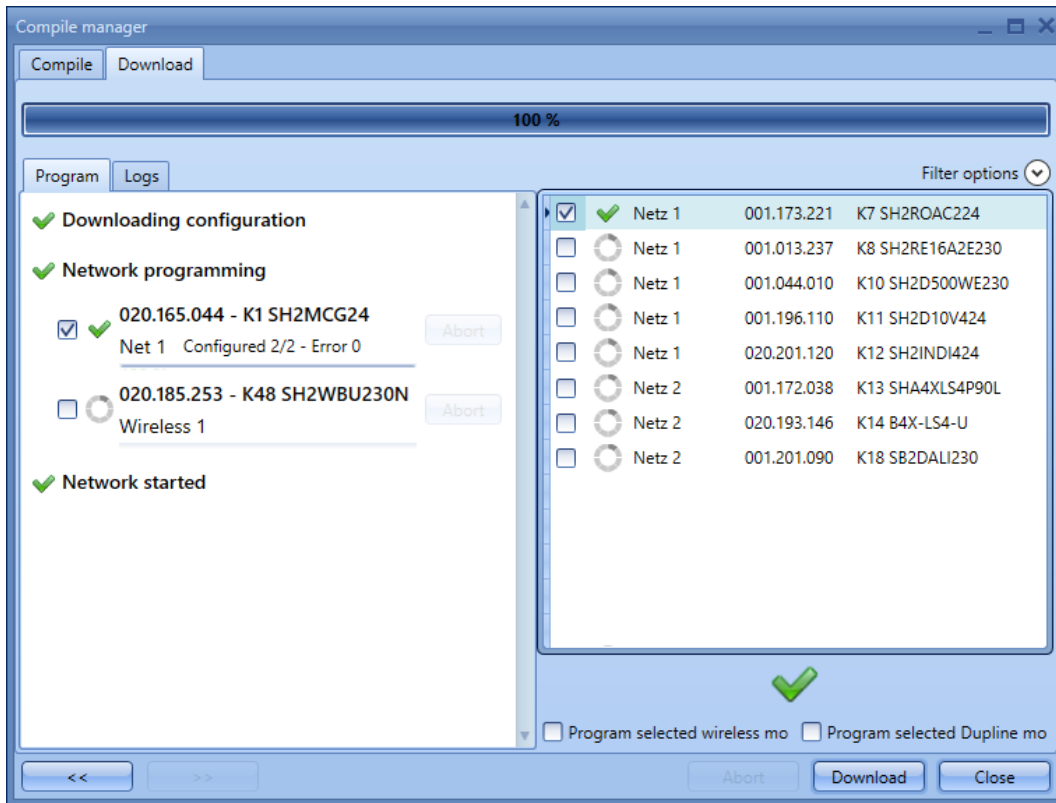 Compile manager
Compile Download
100 %
Program Logs
Filter options
Downloading configuration
Network programming
020.165.044 - K1 SH2MCG24
Net 1 Configured 2/2 - Error 0
Abort
020.185.253 - K48 SH2WBU230N
Wireless 1
Abort
Network started
Netz 1 001.173.221 K7 SH2ROAC224
Netz 1 001.013.237 K8 SH2RE16A2E230
Netz 1 001.044.010 K10 SH2D500WE230
Netz 1 001.196.110 K11 SH2D10V424
Netz 1 020.201.120 K12 SH2INDI424
Netz 2 001.172.038 K13 SHA4XLS4P90L
Netz 2 020.193.146 K14 B4X-LS4-U
Netz 2 001.201.090 K18 SB2DALI230
Program selected wireless mo Program selected Dupline mo
<< >> Abort Download Close